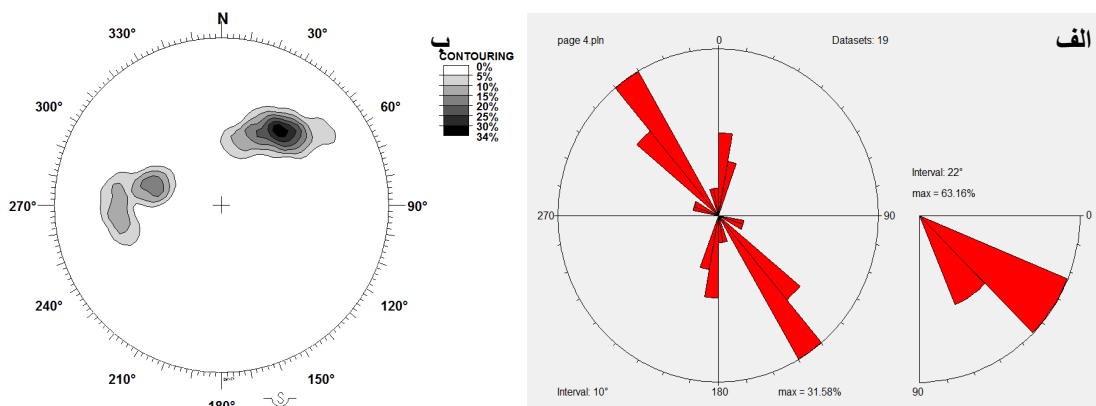 N
30°
60°
90°
120°
150°
180°
210°
240°
270°
300°
330°
S
ب
CONTOURING
0%
5%
10%
15%
20%
25%
30%
34%
الف
page 4.pln
0
Datasets: 19
270
90
Interval: 10°
180
max = 31.58%
Interval: 22°
max = 63.16%
0
90